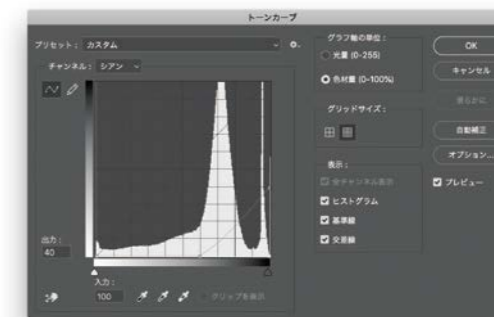 トーンカーブ
プリセット: カスタム
チャンネル: シアン
出力:
40
入力:
100
クリップを表示
グラフ軸の単位:
光量 (0-255)
色材量 (0~100%)
グリッドサイズ:
表示:
全チャンネル表示
ヒストグラム
基準線
交差線
OK
キャンセル
滑らかに
自動補正
オプション...
プレビュー